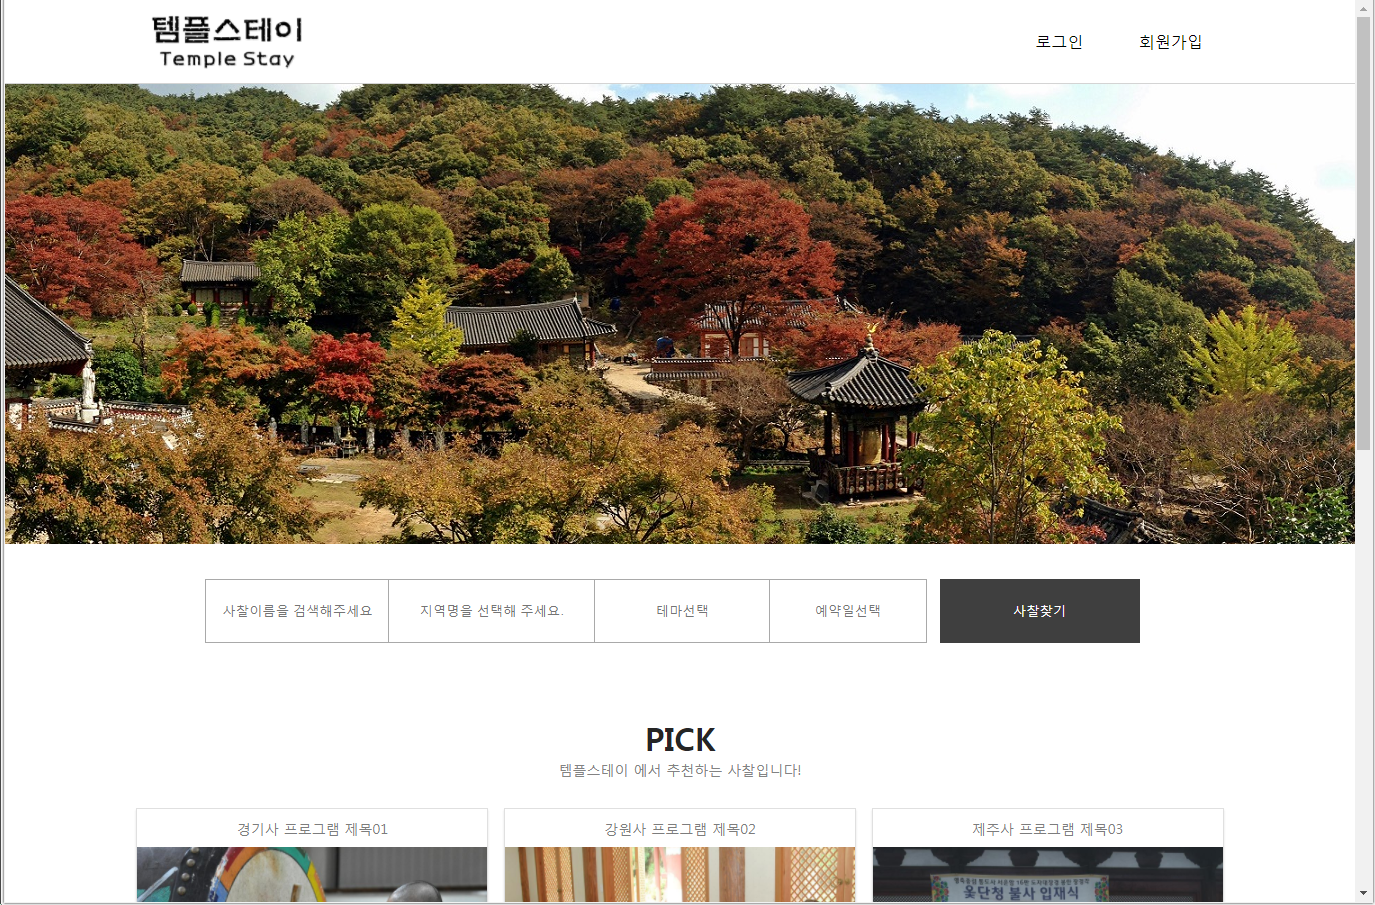 템플스테이
Temple Stay
로그인
회원가입
사찰이름을 검색해주세요
지역명을 선택해 주세요.
테마선택
예약일선택
사찰찾기
PICK
템플스테이 에서 추천하는 사찰입니다!
경기사 프로그램 제목01
강원사 프로그램 제목02
제주사 프로그램 제목03
옻단청 불사 입재식